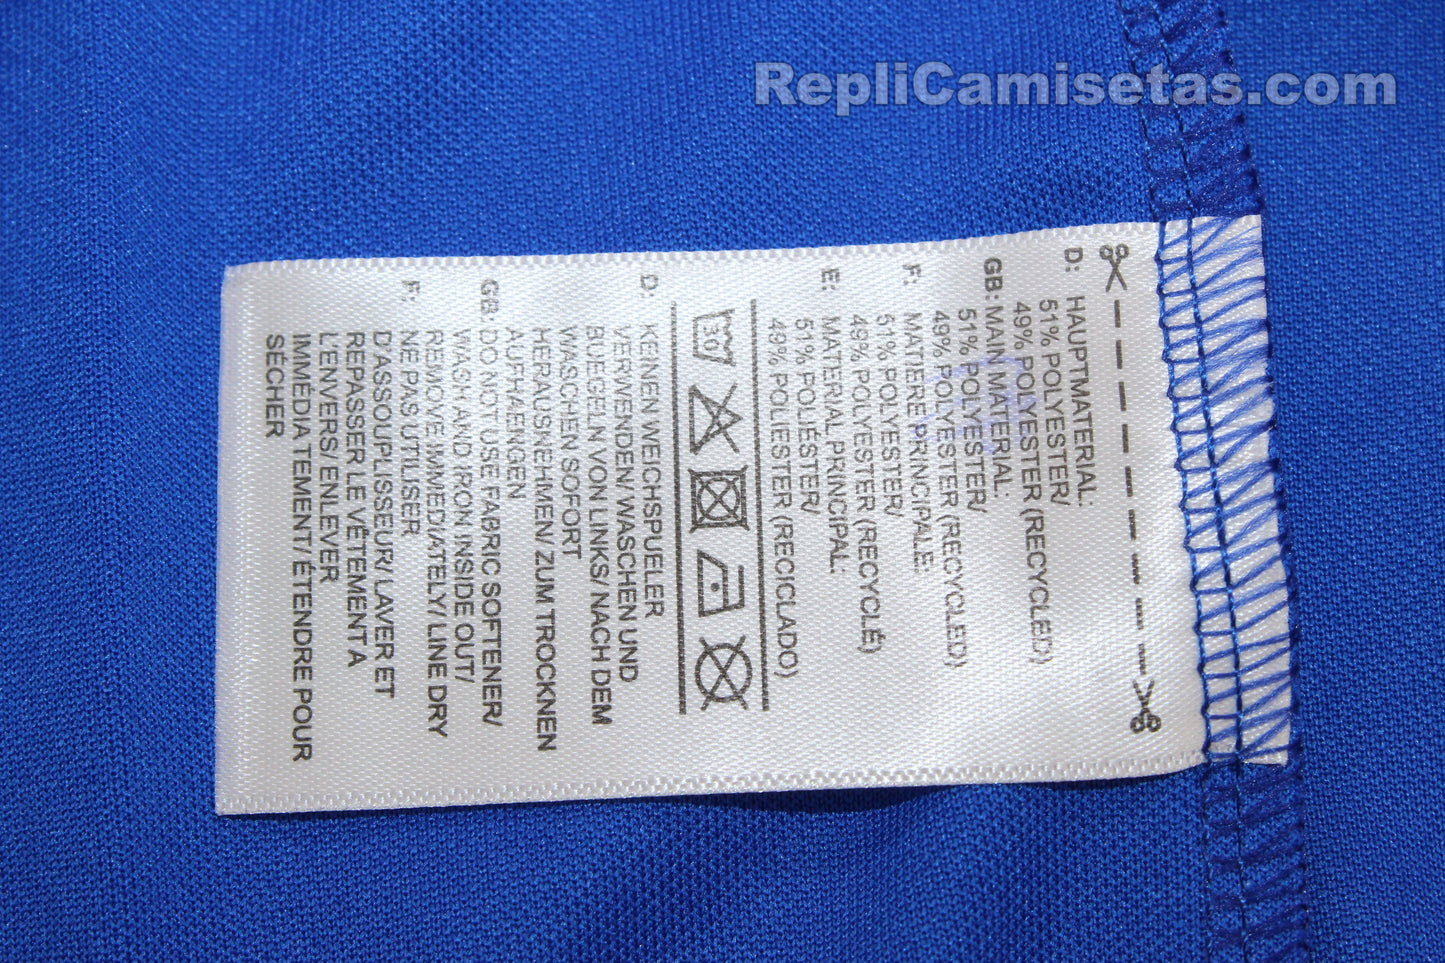 RepliCamisetas.com
D: HAUPTMATERIAL:
51% POLYESTER/
49% POLYESTER (RECYCLED)
GB: MAIN MATERIAL:
51% POLYESTER/
49% POLYESTER (RECYCLED)
F: MATIERE PRINCIPALE:
51% POLYESTER/
49% POLYESTER (RECYCLÉ)
E: MATERIAL PRINCIPAL:
51% POLIÉSTER/
49% POLIESTER (RECICLADO)
30
D: KEINEN WEICHSPUELER
VERWENDEN/ WASCHEN UND
BUEGELN VON LINKS/ NACH DEM
WASCHEN SOFORT
HERAUSNEHMEN/ ZUM TROCKNEN
AUFHAENGEN
GB: DO NOT USE FABRIC SOFTENER/
WASH AND IRON INSIDE OUT/
REMOVE IMMEDIATELY/ LINE DRY
F: NE PAS UTILISER
D'ASSOUPLISSEUR/ LAVER ET
REPASSER LE VÊTEMENT A
L'ENVERS/ ENLEVER
IMMÉDIATEMENT/ ÉTENDRE POUR
SÉCHER